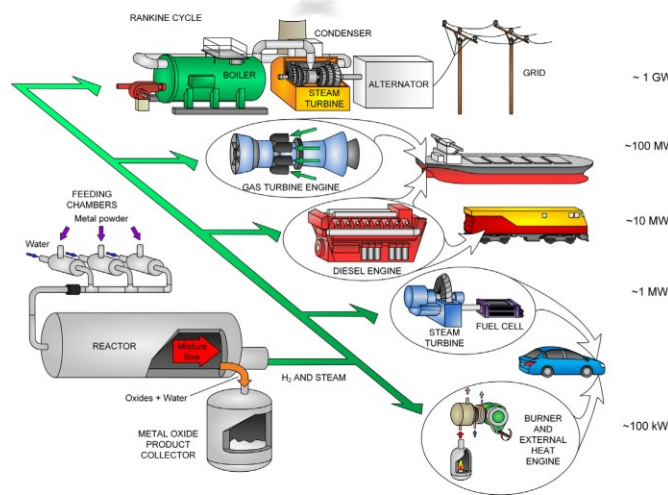 RANKINE CYCLE
CONDENSER
BOILER
STEAM
TURBINE
ALTERNATOR
GRID
~ 1 GW
GAS TURBINE ENGINE
~100 MW
FEEDING
CHAMBERS
Metal powder
Water
DIESEL ENGINE
~10 MW
REACTOR
Mixture
flow
H₂ AND STEAM
Oxides + Water
METAL OXIDE
PRODUCT
COLLECTOR
STEAM
TURBINE
FUEL CELL
~1 MW
BURNER AND
EXTERNAL
HEAT
ENGINE
~100 kW